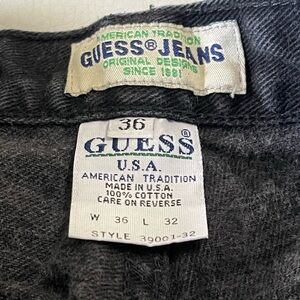 AMERICAN TRADITION
GUESS® JEANS
ORIGINAL DESIGNS
SINCE 1981
36
GUESS®
U.S.A.
AMERICAN TRADITION
MADE IN U.S.A.
100% COTTON
CARE ON REVERSE
W 36 L 32
STYLE 39001-32